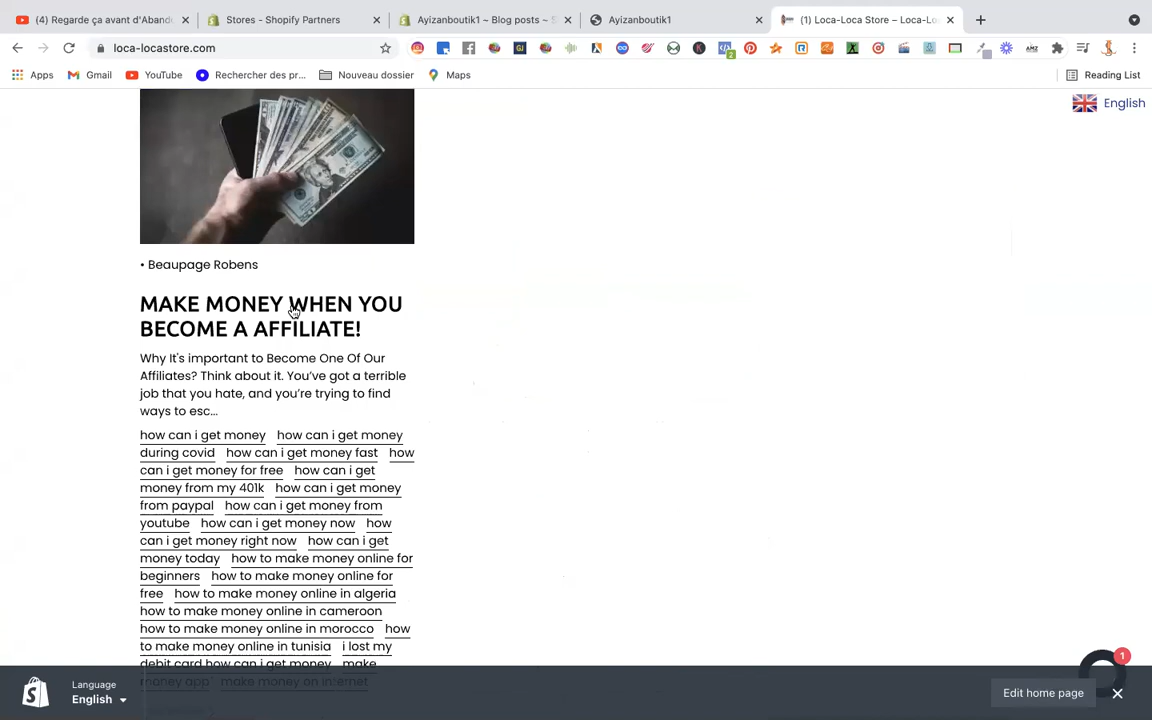 (4) Regarde ça avant d'Aband
Stores - Shopify Partners
Ayizanboutik1 ~ Blog posts ~ S
Ayizanboutik1
(1) Loca-Loca Store – Loca-Lo
loca-locastore.com
Apps
Gmail
YouTube
Rechercher des pr...
Nouveau dossier
Maps
Reading List
English
• Beaupage Robens
MAKE MONEY WHEN YOU
BECOME A AFFILIATE!
Why It's important to Become One Of Our
Affiliates? Think about it. You've got a terrible
job that you hate, and you're trying to find
ways to esc...
how can i get money how can i get money
during covid how can i get money fast how
can i get money for free how can i get
money from my 401k how can i get money
from paypal how can i get money from
youtube how can i get money now how
can i get money right now how can i get
money today how to make money online for
beginners how to make money online for
free how to make money online in algeria
how to make money online in cameroon
how to make money online in morocco how
to make money online in tunisia i lost my
debit card how can i get money make
money app make money on internet
Language
English
Edit home page
1
2